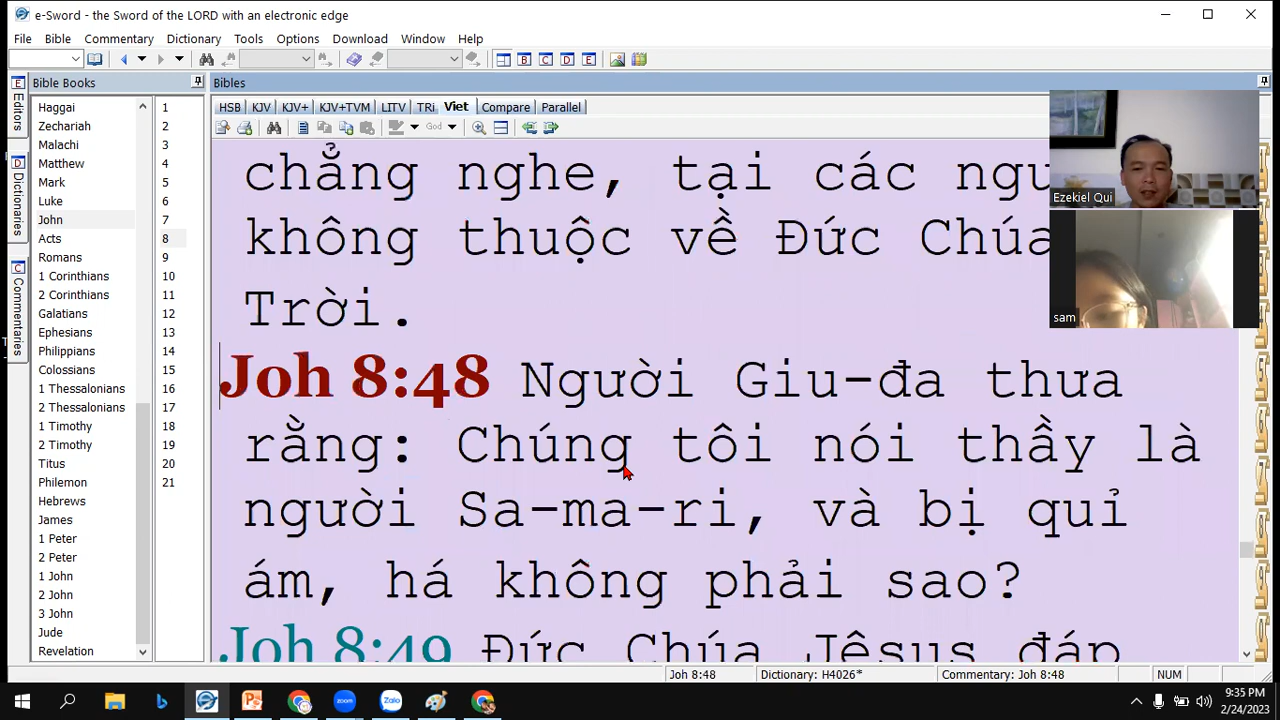 e-Sword - the Sword of the LORD with an electronic edge
File Bible Commentary Dictionary Tools Options Download Window Help
Bible Books
Bibles
Editors
Dictionaries
Commentaries
Haggai
Zechariah
Malachi
Matthew
Mark
Luke
John
Acts
Romans
1 Corinthians
2 Corinthians
Galatians
Ephesians
Philippians
Colossians
1 Thessalonians
2 Thessalonians
1 Timothy
2 Timothy
Titus
Philemon
Hebrews
James
1 Peter
2 Peter
1 John
2 John
3 John
Jude
Revelation
1
2
3
4
5
6
7
8
9
10
11
12
13
14
15
16
17
18
19
20
21
HSB KJV KJV+ KJV+TVM LITV TRi Viet Compare Parallel
God
chẳng nghe, tại các
không thuộc về Đức Chúa
Trời.
Joh 8:48 Người Giu-đa thưa
rằng: Chúng tôi nói thầy là
người Sa-ma-ri, và bị quỉ
ám, há không phải sao?
Joh 8:49 Đức Chúa Jêsus đáp
Ezekiel Qui
sam
Joh 8:48 Dictionary: H4026* Commentary: Joh 8:48 NUM
zoom
Zalo
9:35 PM
2/24/2023